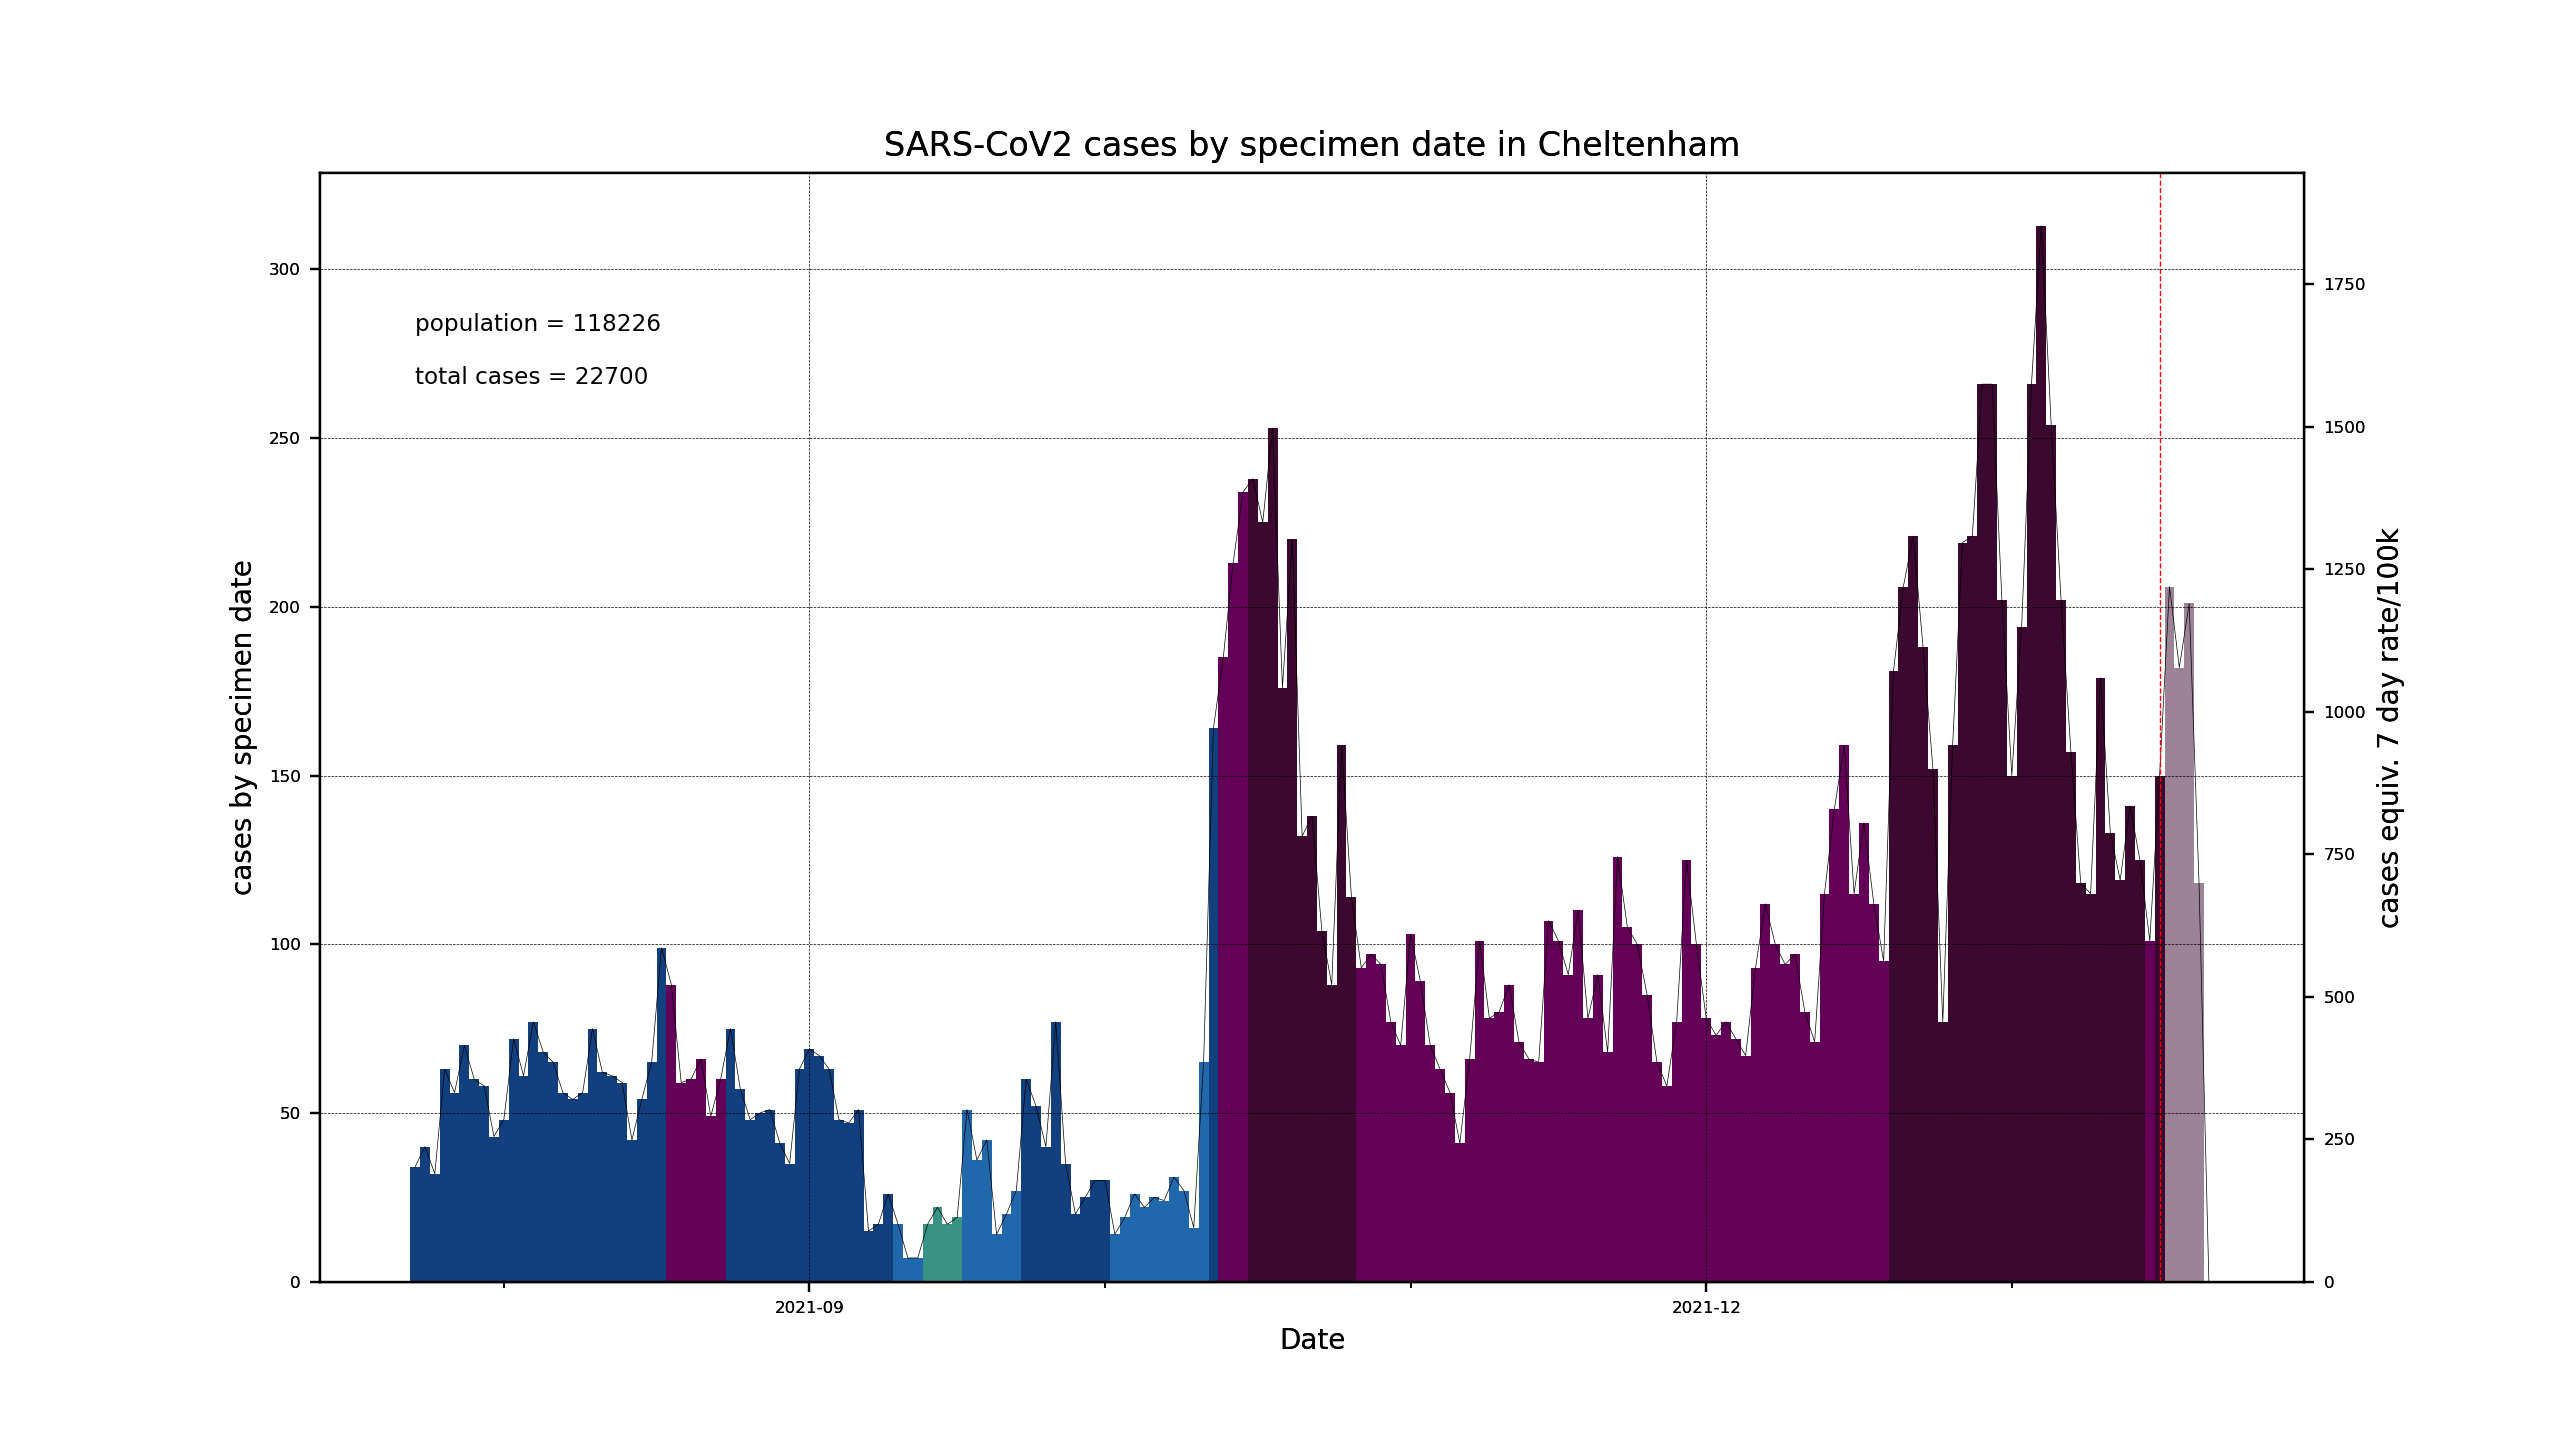 SARS-CoV2 cases by specimen date in Cheltenham
population = 118226
total cases = 22700
cases by specimen date
300
250
200
150
100
50
0
1750
1500
1250
1000
750
500
250
0
cases equiv. 7 day rate/100k
2021-09
2021-12
Date